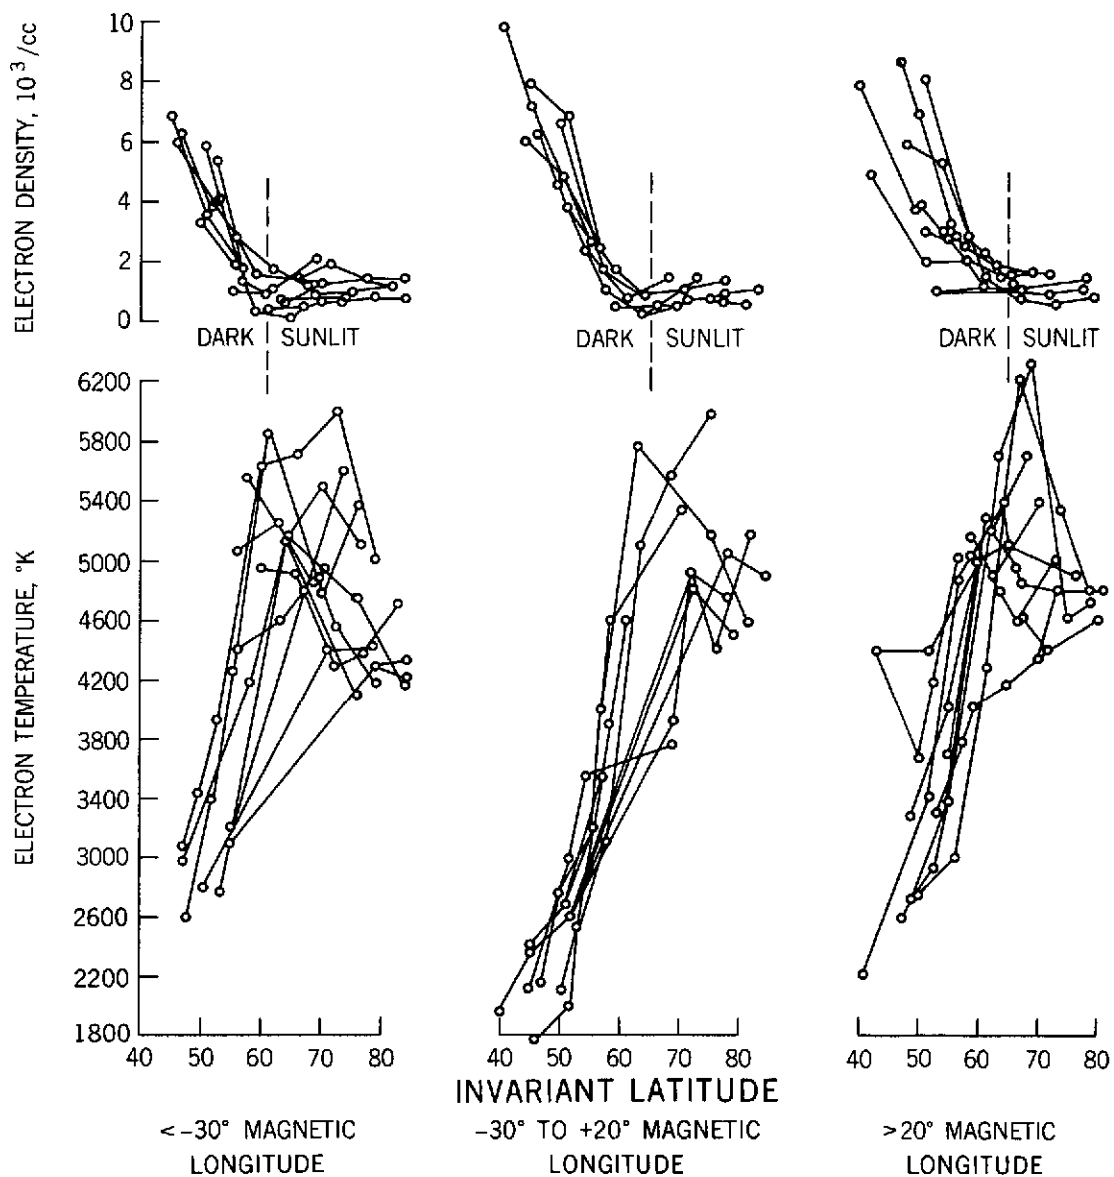 ELECTRON DENSITY, 10³/cc
10
8
6
4
2
0
DARK SUNLIT
DARK SUNLIT
DARK SUNLIT
ELECTRON TEMPERATURE, °K
6200
5800
5400
5000
4600
4200
3800
3400
3000
2600
2200
1800
40 50 60 70 80
40 50 60 70 80
40 50 60 70 80
INVARIANT LATITUDE
<-30° MAGNETIC
LONGITUDE
-30° TO +20° MAGNETIC
LONGITUDE
>20° MAGNETIC
LONGITUDE